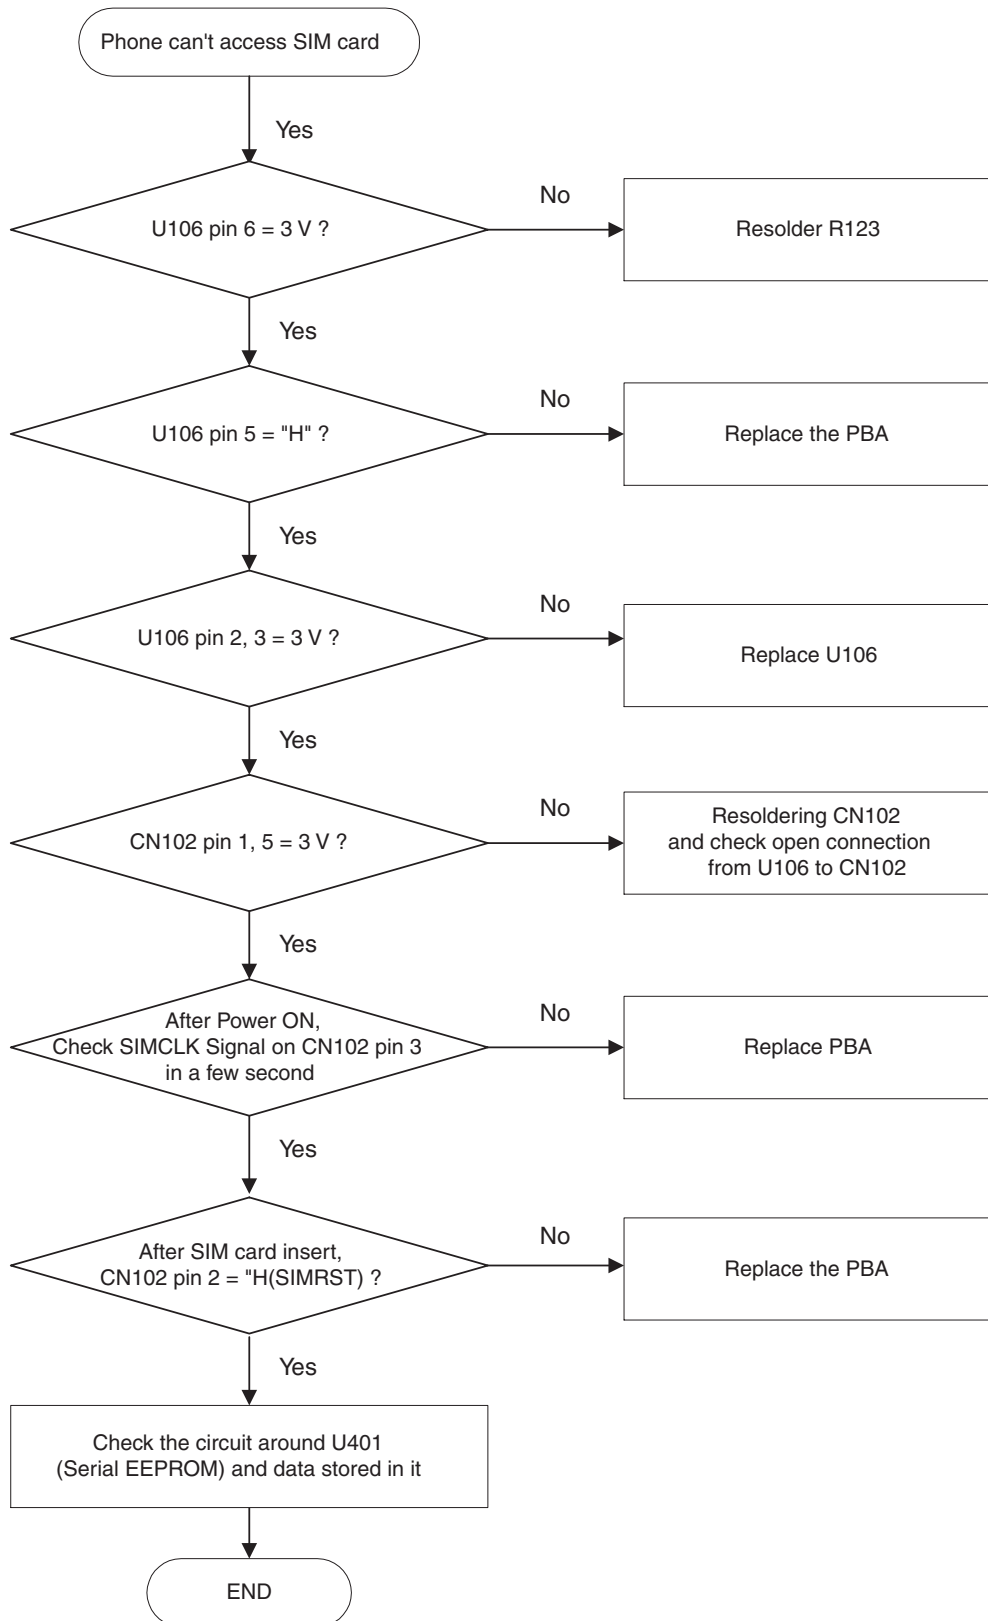 Phone can't access SIM card
Yes
U106 pin 6 = 3 V ?
No
Resolder R123
Yes
U106 pin 5 = "H" ?
No
Replace the PBA
Yes
U106 pin 2, 3 = 3 V ?
No
Replace U106
Yes
CN102 pin 1, 5 = 3 V ?
No
Resoldering CN102
and check open connection
from U106 to CN102
Yes
After Power ON,
Check SIMCLK Signal on CN102 pin 3
in a few second
No
Replace PBA
Yes
After SIM card insert,
CN102 pin 2 = "H(SIMRST) ?
No
Replace the PBA
Yes
Check the circuit around U401
(Serial EEPROM) and data stored in it
END